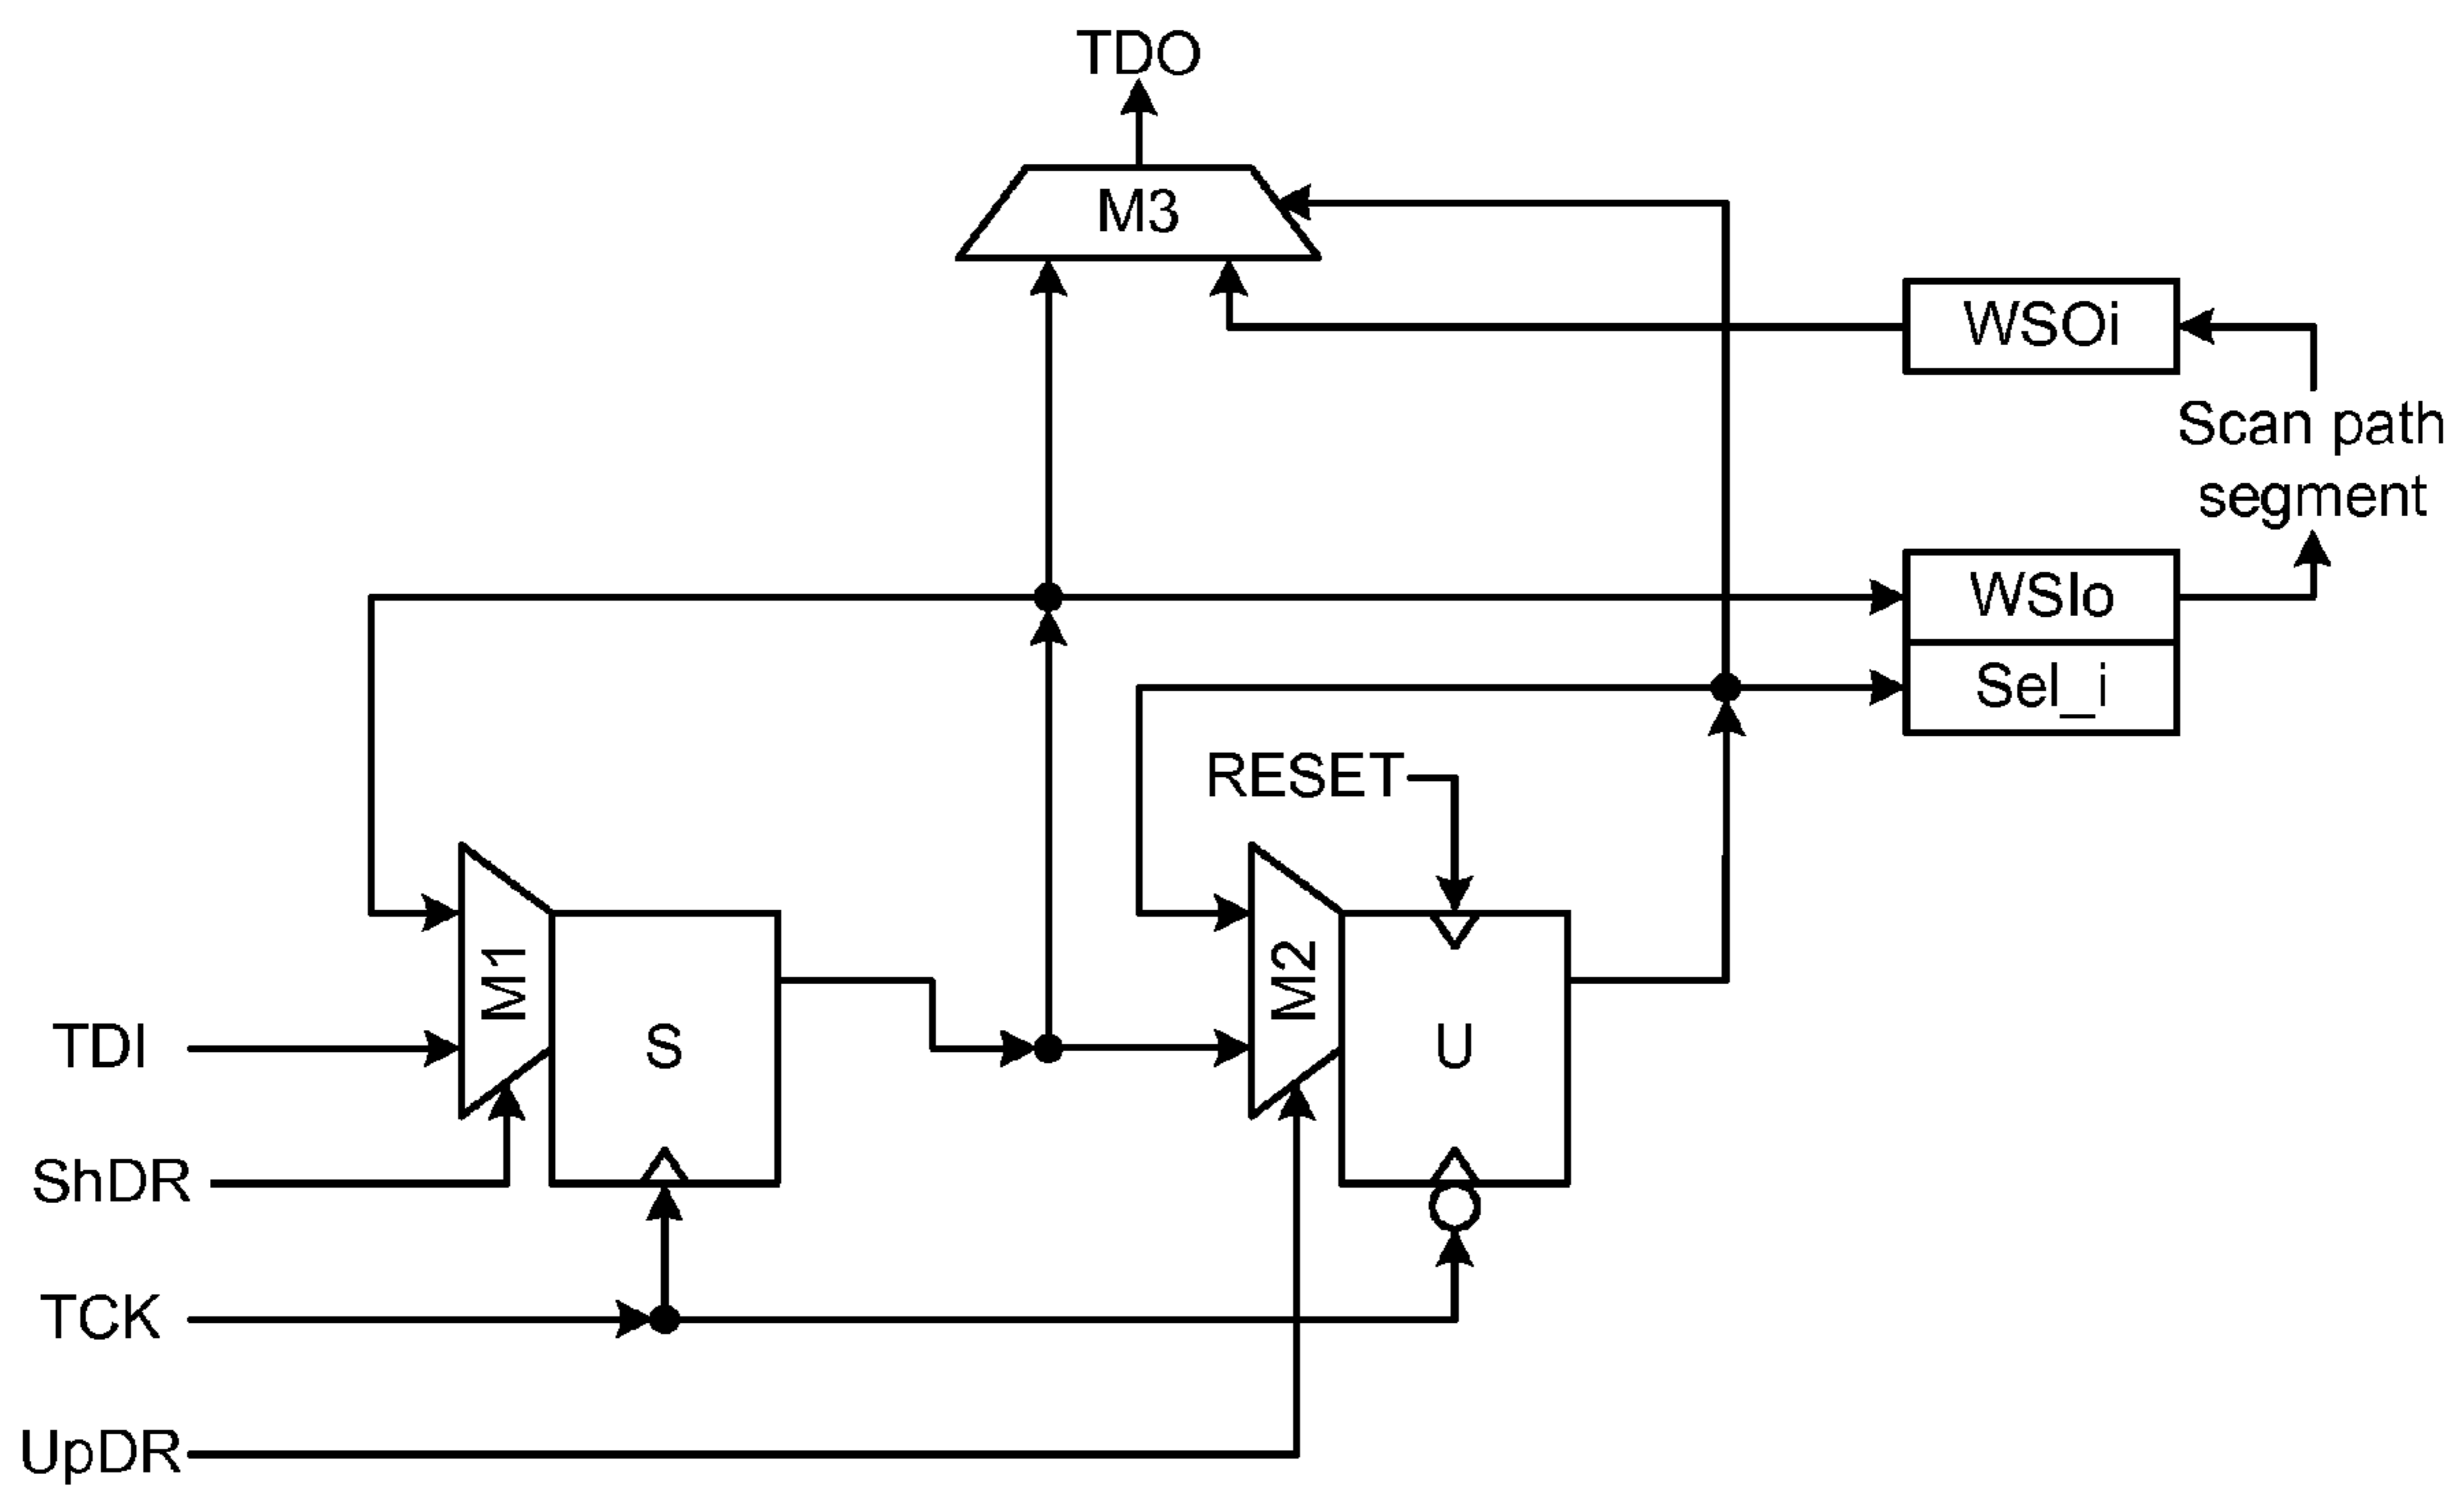 TDO
M3
WSOi
Scan path
segment
WSIo
Sel_i
RESET
M1
M2
TDI
S
U
ShDR
TCK
UpDR